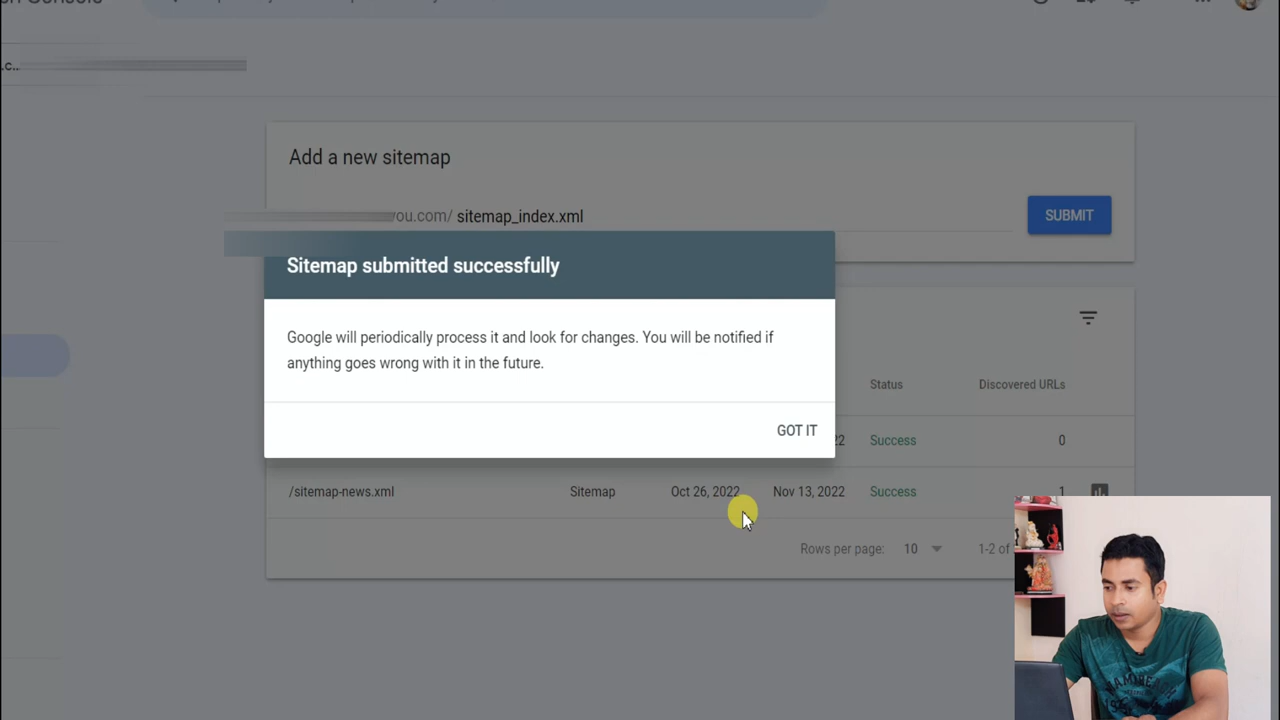 .c...
Add a new sitemap
ou.com/ sitemap_index.xml
SUBMIT
Sitemap submitted successfully
Google will periodically process it and look for changes. You will be notified if
anything goes wrong with it in the future.
GOT IT
Status Discovered URLs
22 Success 0
/sitemap-news.xml Sitemap Oct 26, 2022 Nov 13, 2022 Success 1
Rows per page: 10 1-2 of